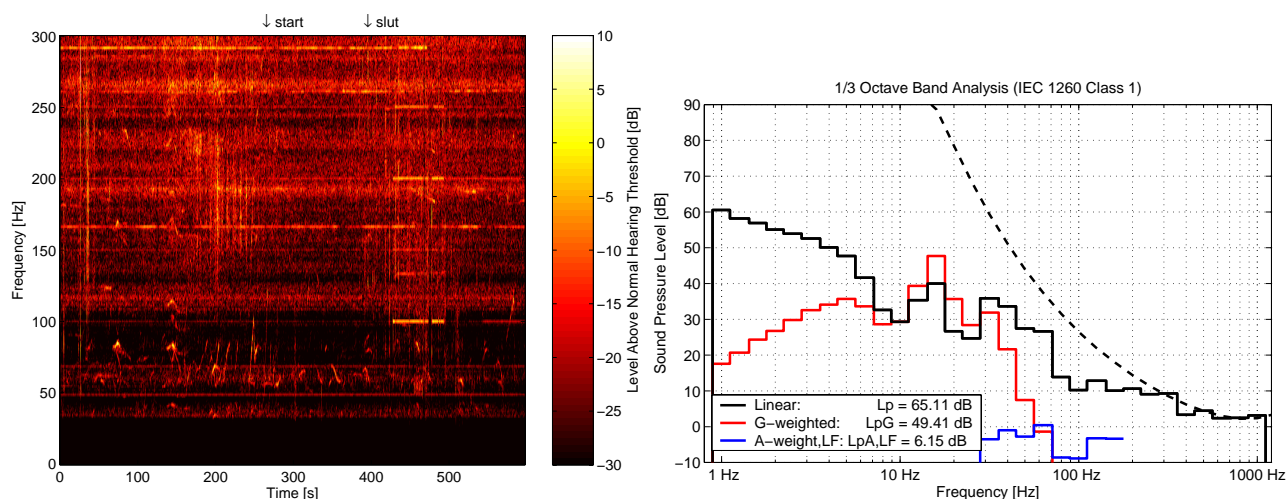 ↓ start
↓ slut
300
250
200
150
100
50
0
Frequency [Hz]
0
100
200
300
400
500
Time [s]
10
5
0
−5
−10
−15
−20
−25
−30
Level Above Normal Hearing Threshold [dB]
1/3 Octave Band Analysis (IEC 1260 Class 1)
90
80
70
60
50
40
30
20
10
0
−10
Sound Pressure Level [dB]
Linear: Lp = 65.11 dB
G−weighted: LpG = 49.41 dB
A−weight,LF: LpA,LF = 6.15 dB
1 Hz
10 Hz
100 Hz
1000 Hz
Frequency [Hz]